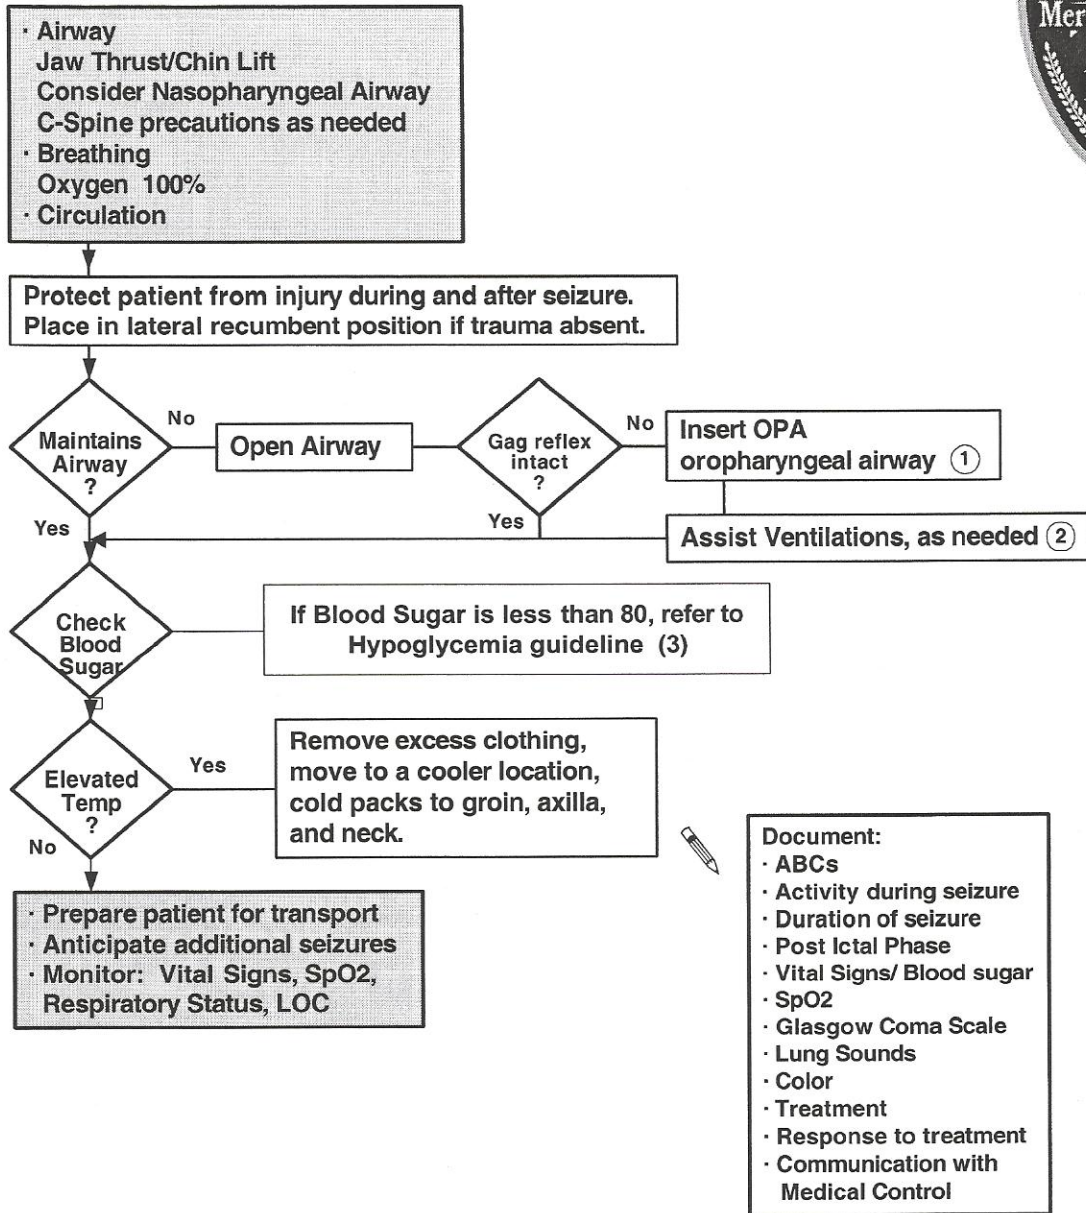 · Airway
Jaw Thrust/Chin Lift
Consider Nasopharyngeal Airway
C-Spine precautions as needed
· Breathing
Oxygen 100%
· Circulation
Protect patient from injury during and after seizure.
Place in lateral recumbent position if trauma absent.
Maintains
Airway
?
No
Yes
Open Airway
Gag reflex
intact
?
No
Yes
Insert OPA
oropharyngeal airway 1
Assist Ventilations, as needed 2
Check
Blood
Sugar
If Blood Sugar is less than 80, refer to
Hypoglycemia guideline (3)
Elevated
Temp
?
Yes
No
Remove excess clothing,
move to a cooler location,
cold packs to groin, axilla,
and neck.
· Prepare patient for transport
· Anticipate additional seizures
· Monitor: Vital Signs, SpO2,
Respiratory Status, LOC
Document:
· ABCs
· Activity during seizure
· Duration of seizure
· Post Ictal Phase
· Vital Signs/ Blood sugar
· SpO2
· Glasgow Coma Scale
· Lung Sounds
· Color
· Treatment
· Response to treatment
· Communication with
Medical Control